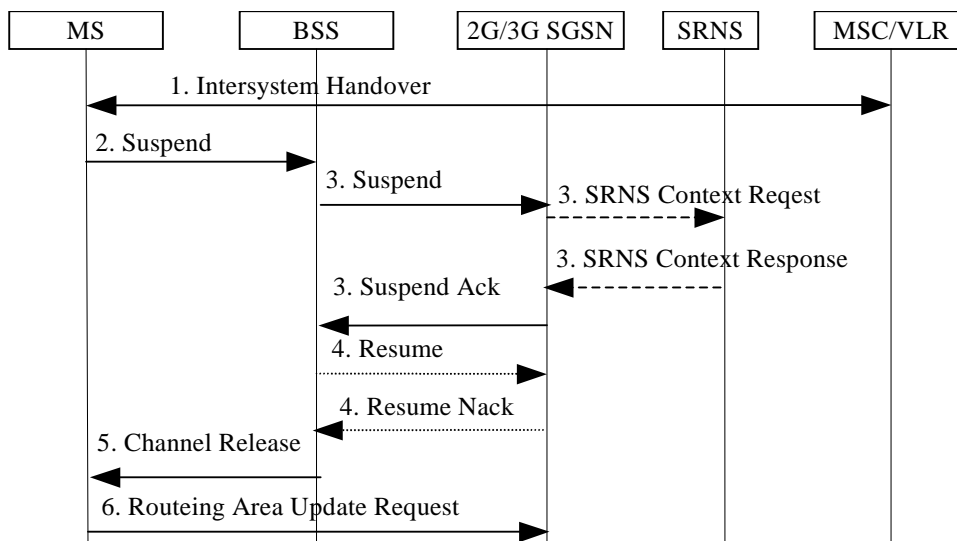 MS
BSS
2G/3G SGSN
SRNS
MSC/VLR
1. Intersystem Handover
2. Suspend
3. Suspend
3. SRNS Context Reqest
3. SRNS Context Response
3. Suspend Ack
4. Resume
4. Resume Nack
5. Channel Release
6. Routeing Area Update Request